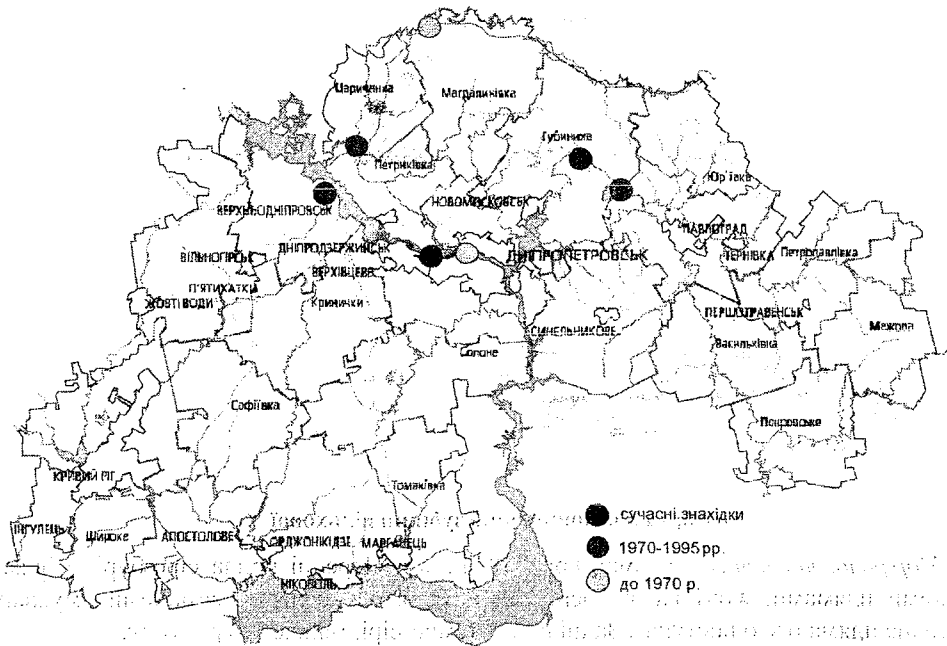 Царичанка
Магдалинівка
Губиниха
Петриківка
Юр'ївка
НОВОМОСКОВСЬК
ВЕРХНЬОДНІПРОВСЬК
ПАВЛОГРАД
ДНІПРОДЗЕРЖИНСЬК
ДНІПРОПЕТРОВСЬК
ТЕРНІВКА
Петропавлівка
ВІЛЬНОГІРСЬК
ВЕРХІВЦЕВЕ
П'ЯТИХАТКИ
ЖОВТІ ВОДИ
Кринички
ПЕРШОТРАВЕНСЬК
СИНЕЛЬНИКОВЕ
Межова
Васильківка
Солоне
Софіївка
Покровське
КРИВИЙ РІГ
Томаківка
сучасні знахідки
ІНГУЛЕЦЬ
Широке
АПОСТОЛОВЕ
ОРДЖОНІКІДЗЕ
МАРГАНЕЦЬ
1970-1995 рр.
НІКОПОЛЬ
до 1970 р.